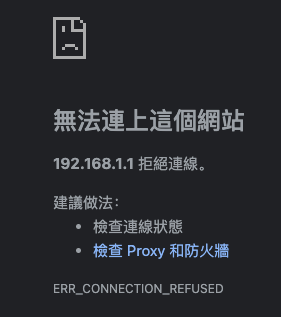 無法連上這個網站
192.168.1.1 拒絕連線。
建議做法：
• 檢查連線狀態
• 檢查 Proxy 和防火牆
ERR_CONNECTION_REFUSED